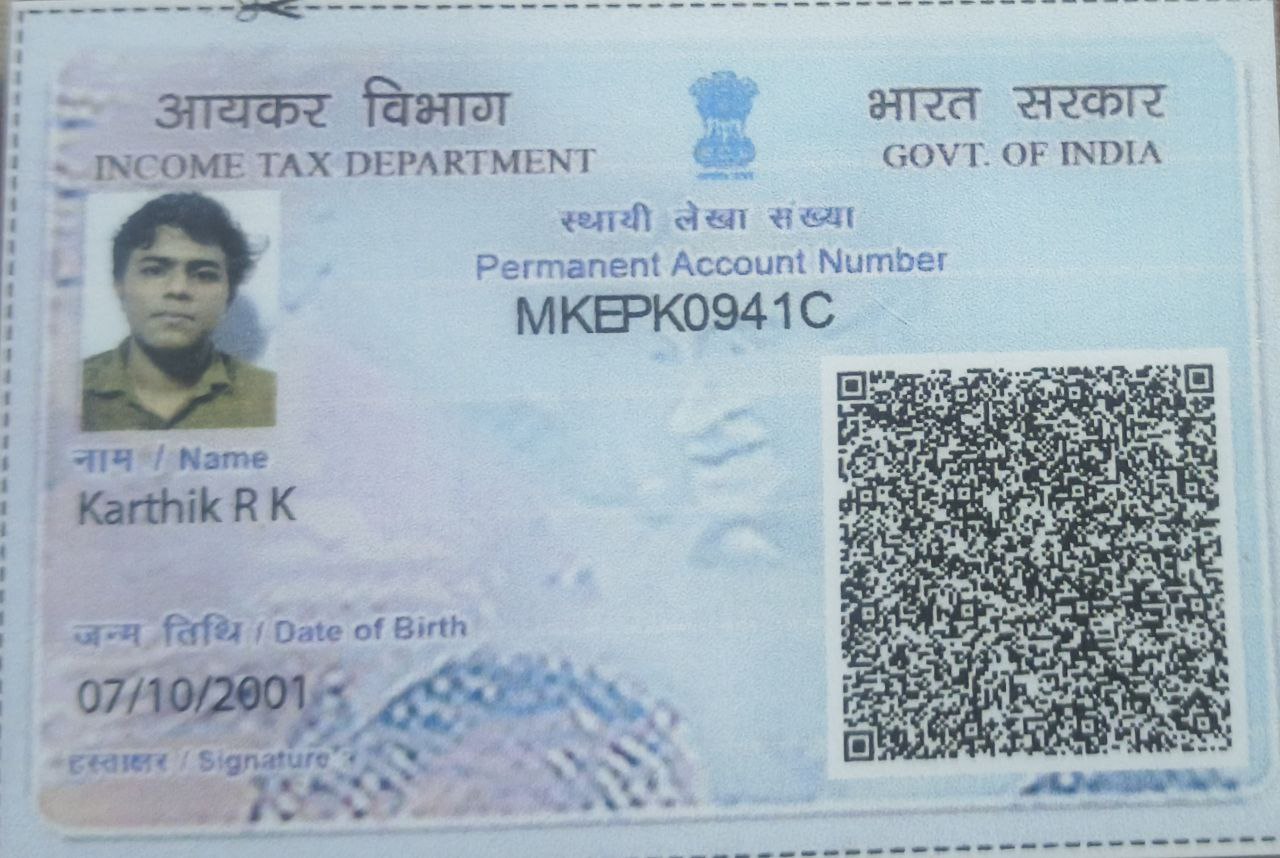 आयकर विभाग
INCOME TAX DEPARTMENT
भारत सरकार
GOVT. OF INDIA
स्थायी लेखा संख्या
Permanent Account Number
MKEPK0941C
नाम / Name
Karthik R K
जन्म तिथि / Date of Birth
07/10/2001
हस्ताक्षर / Signature